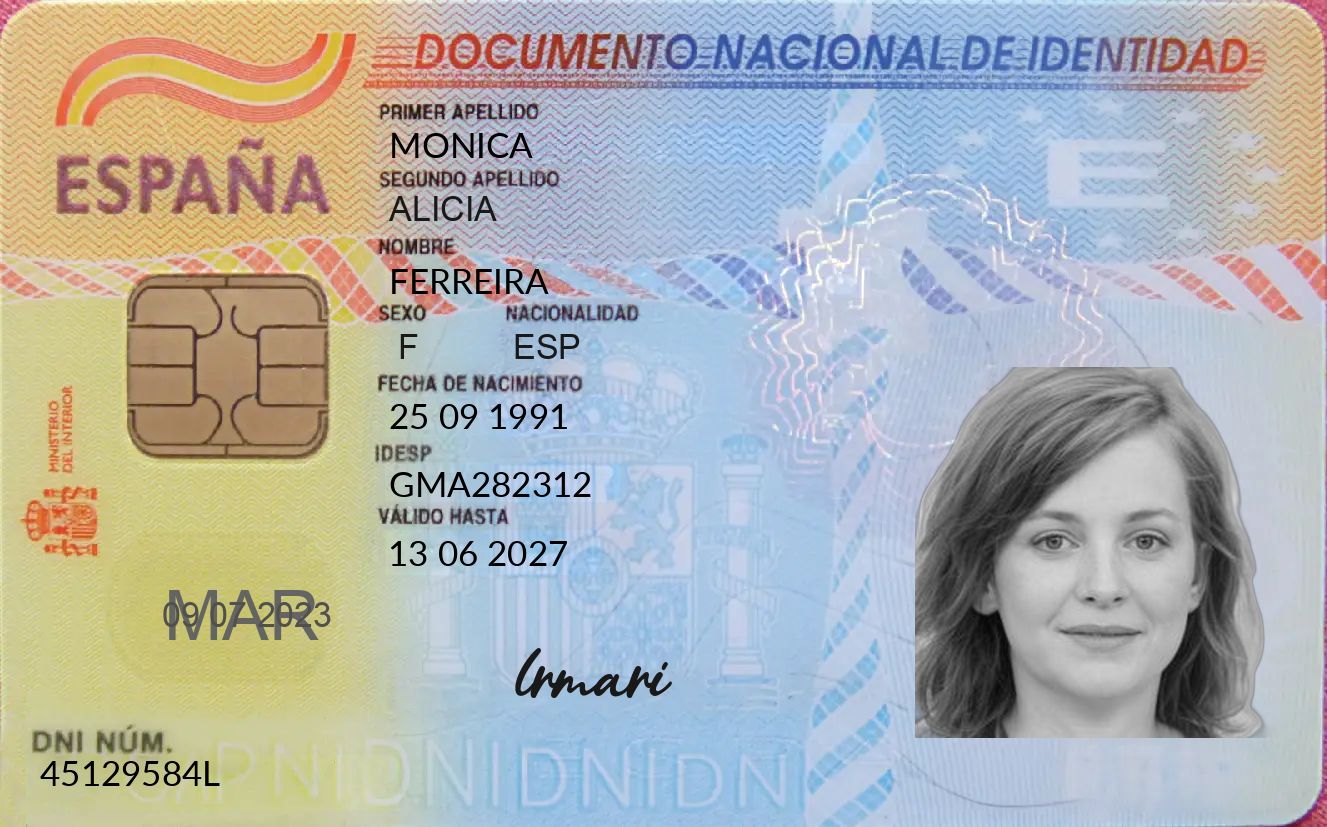 DOCUMENTO NACIONAL DE IDENTIDAD
ESPAÑA
PRIMER APELLIDO
MONICA
SEGUNDO APELLIDO
ALICIA
NOMBRE
FERREIRA
SEXO NACIONALIDAD
F ESP
FECHA DE NACIMIENTO
25 09 1991
IDESP
GMA282312
VÁLIDO HASTA
13 06 2027
MINISTERIO
DEL INTERIOR
E
MAR
09 07 2023
Irmari
DNI NÚM.
45129584L
DNIDNIDNIDNI